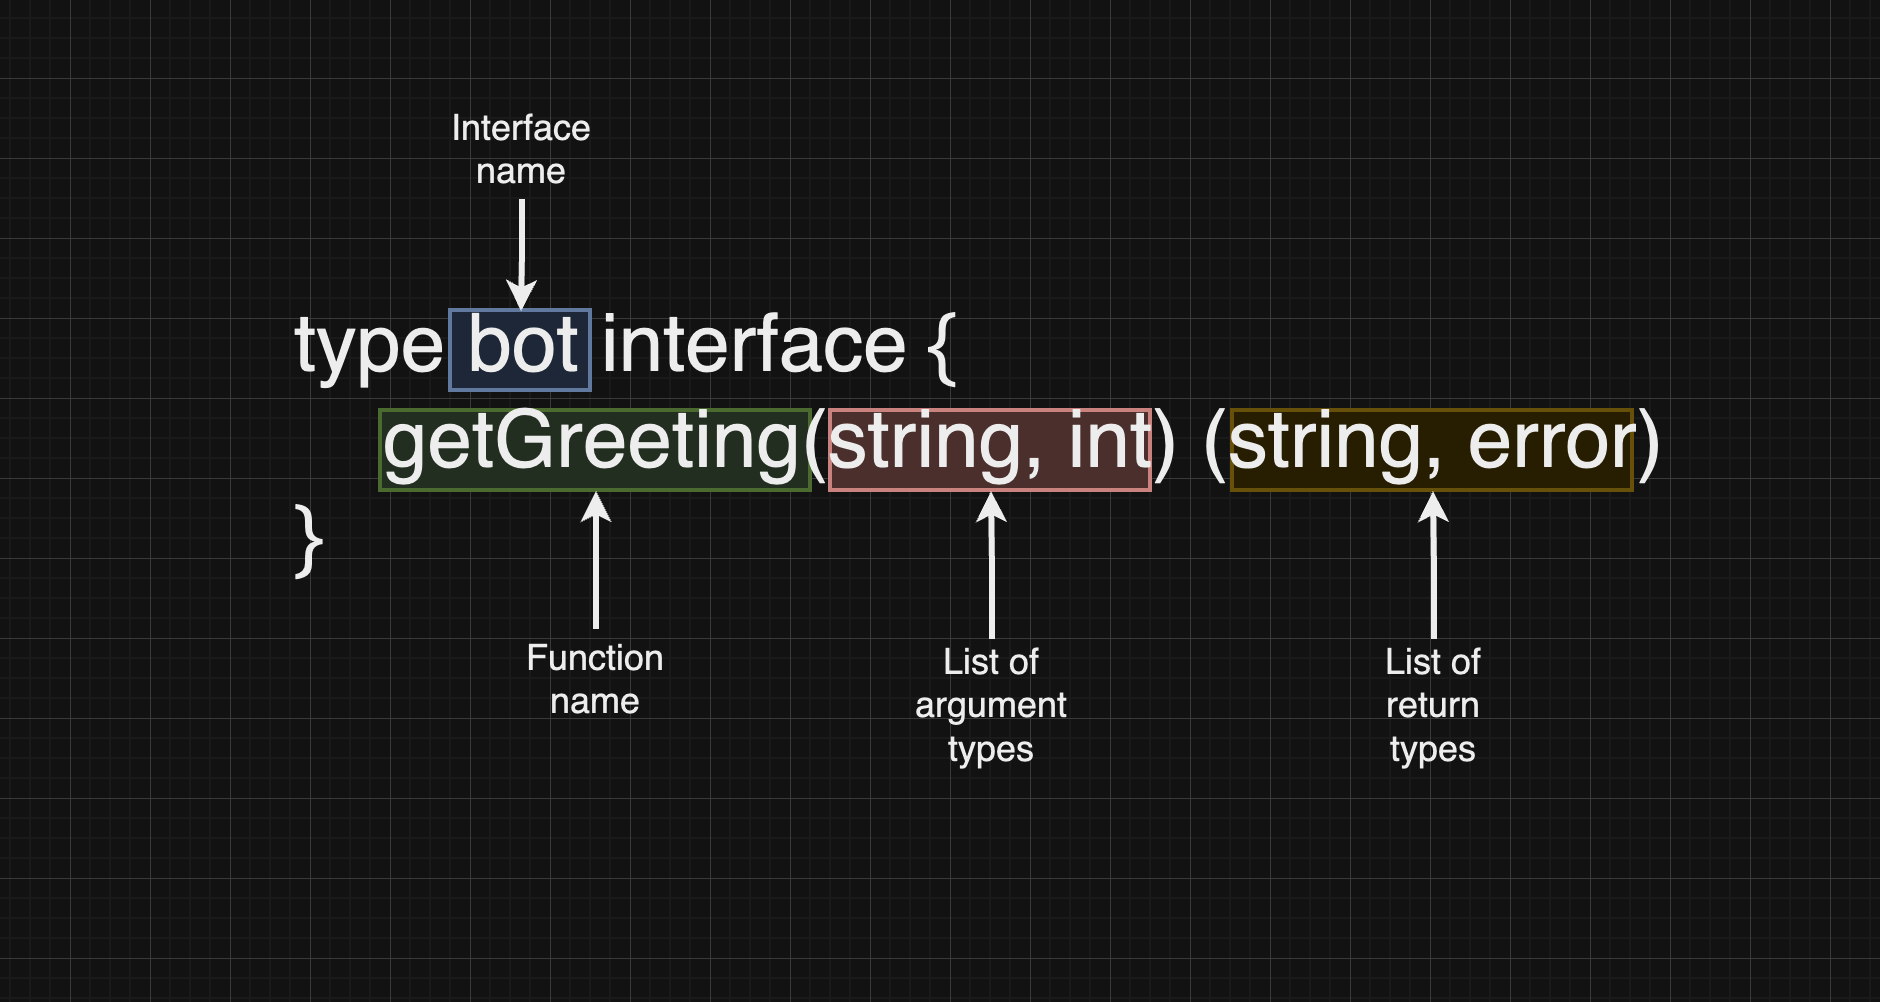 Interface
name
type bot interface {
getGreeting(string, int) (string, error)
}
Function
name
List of
argument
types
List of
return
types